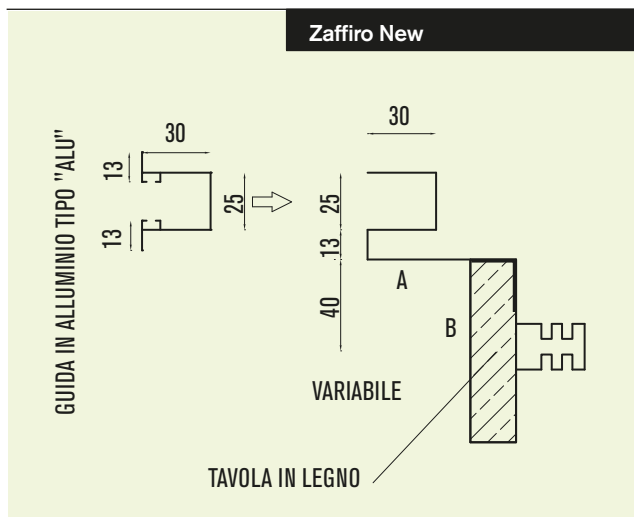 Zaffiro New
GUIDA IN ALLUMINIO TIPO "ALU"
30
13
25
13
30
25
13
40
A
B
VARIABILE
TAVOLA IN LEGNO